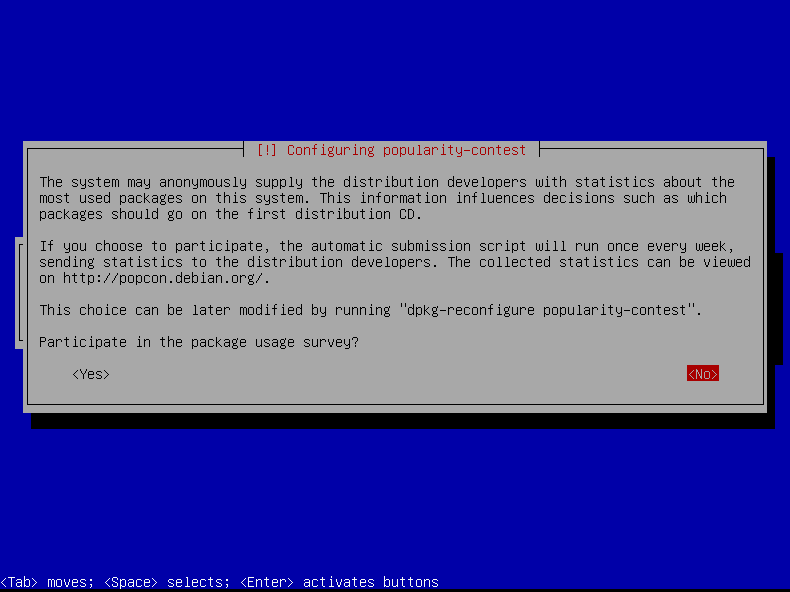 [!] Configuring popularity-contest
The system may anonymously supply the distribution developers with statistics about the
most used packages on this system. This information influences decisions such as which
packages should go on the first distribution CD.
If you choose to participate, the automatic submission script will run once every week,
sending statistics to the distribution developers. The collected statistics can be viewed
on http://popcon.debian.org/.
This choice can be later modified by running "dpkg-reconfigure popularity-contest".
Participate in the package usage survey?
<Yes> <No>
<Tab> moves; <Space> selects; <Enter> activates buttons